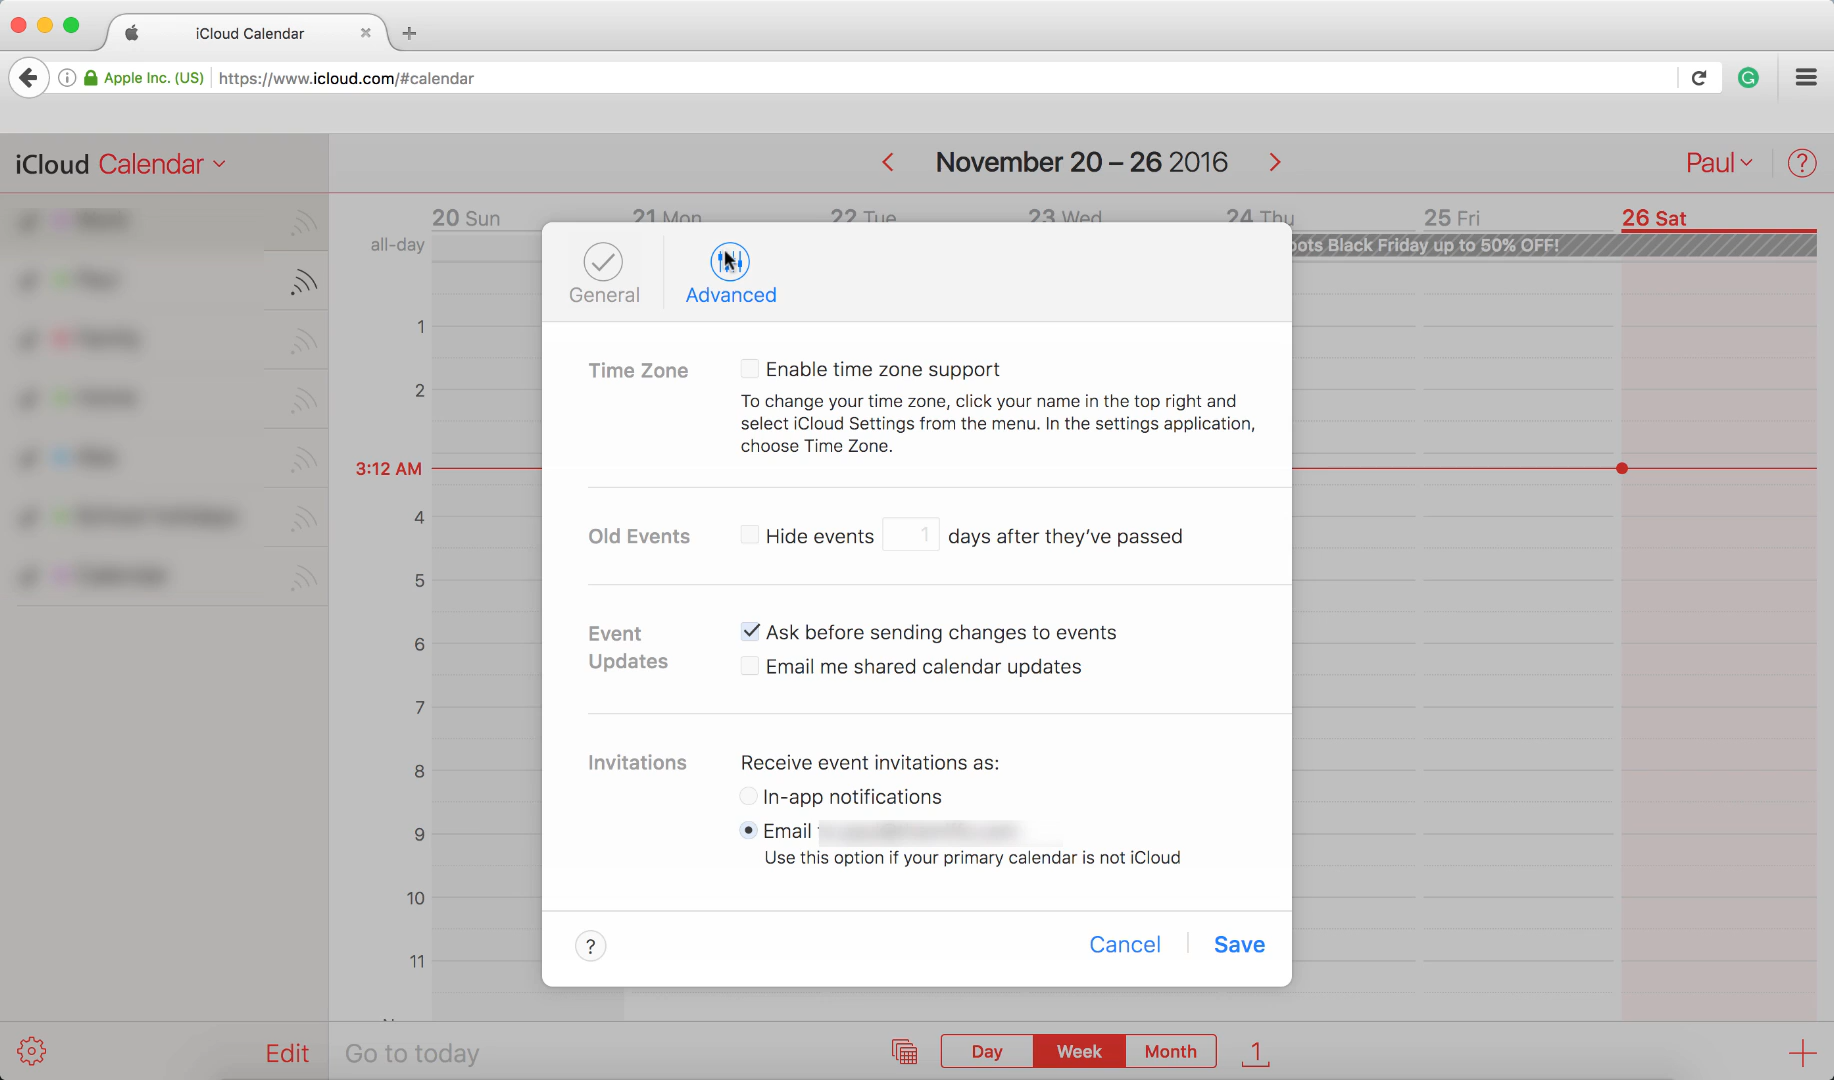 iCloud Calendar
Apple Inc. (US)
https://www.icloud.com/#calendar
G
iCloud Calendar
November 20 – 26 2016
Paul
?
20 Sun
21 Mon
22 Tue
23 Wed
24 Thu
25 Fri
26 Sat
all-day
Black Friday up to 50% OFF!
1
2
3:12 AM
4
5
6
7
8
9
10
11
General
Advanced
Time Zone
Enable time zone support
To change your time zone, click your name in the top right and
select iCloud Settings from the menu. In the settings application,
choose Time Zone.
Old Events
Hide events 1 days after they’ve passed
Event
Updates
Ask before sending changes to events
Email me shared calendar updates
Invitations
Receive event invitations as:
In-app notifications
Email
Use this option if your primary calendar is not iCloud
?
Cancel
Save
Edit
Go to today
Day
Week
Month
1